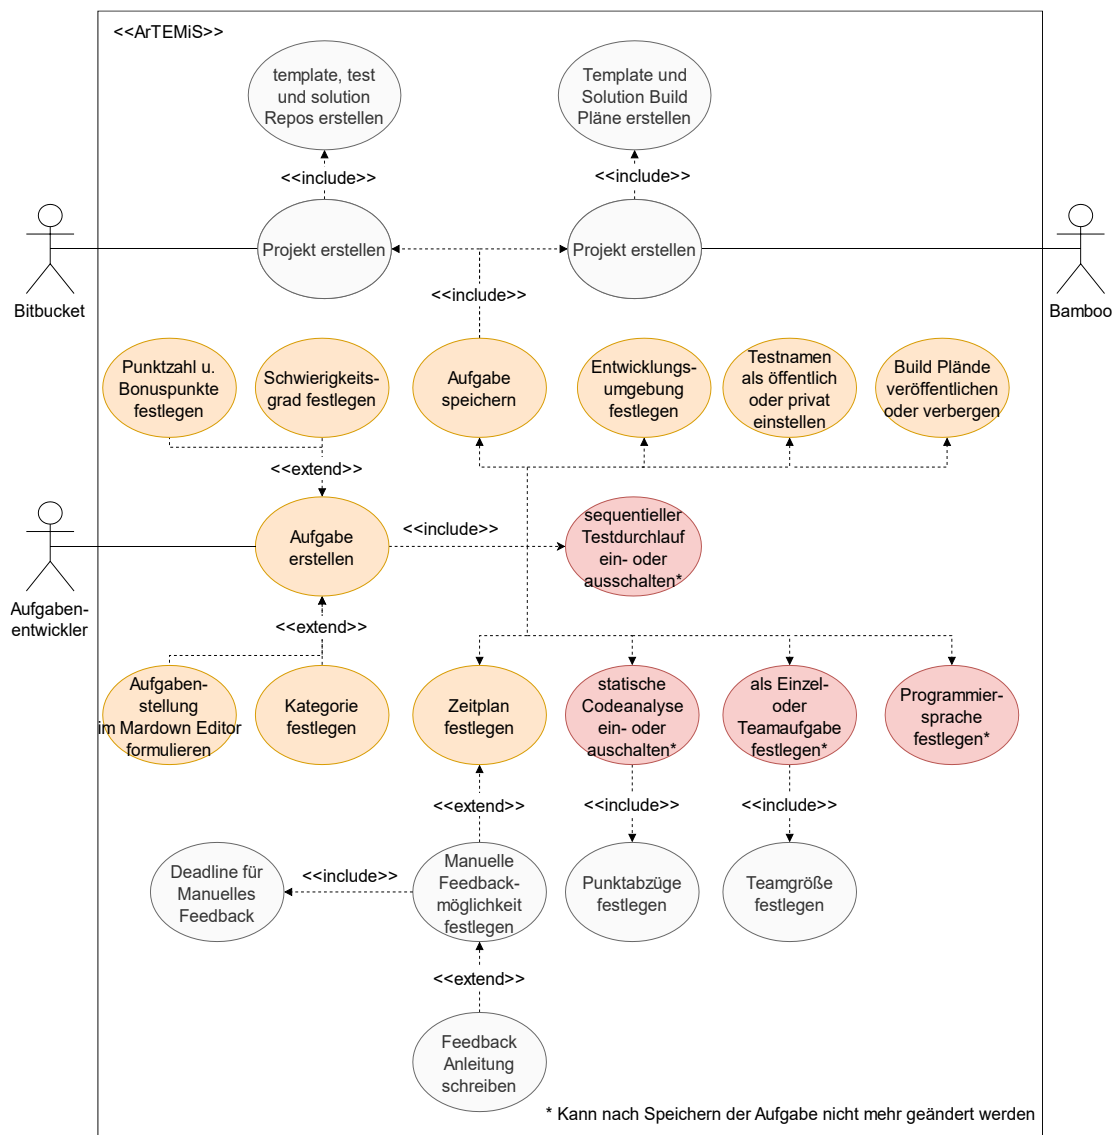 <<ArTEMiS>>
template, test
und solution
Repos erstellen
Template und
Solution Build
Pläne erstellen
<<include>>
<<include>>
Projekt erstellen
Projekt erstellen
Bitbucket
Bamboo
<<include>>
Punktzahl u.
Bonuspunkte
festlegen
Schwierigkeits-
grad festlegen
Aufgabe
speichern
Entwicklungs-
umgebung
festlegen
Testnamen
als öffentlich
oder privat
einstellen
Build Plände
veröffentlichen
oder verbergen
<<extend>>
Aufgabe
erstellen
<<include>>
sequentieller
Testdurchlauf
ein- oder
ausschalten*
Aufgaben-
entwickler
<<extend>>
Aufgaben-
stellung
im Mardown Editor
formulieren
Kategorie
festlegen
Zeitplan
festlegen
statische
Codeanalyse
ein- oder
auschalten*
als Einzel-
oder
Teamaufgabe
festlegen*
Programmier-
sprache
festlegen*
<<extend>>
<<include>>
<<include>>
Deadline für
Manuelles
Feedback
<<include>>
Manuelle
Feedback-
möglichkeit
festlegen
Punktabzüge
festlegen
Teamgröße
festlegen
<<extend>>
Feedback
Anleitung
schreiben
* Kann nach Speichern der Aufgabe nicht mehr geändert werden